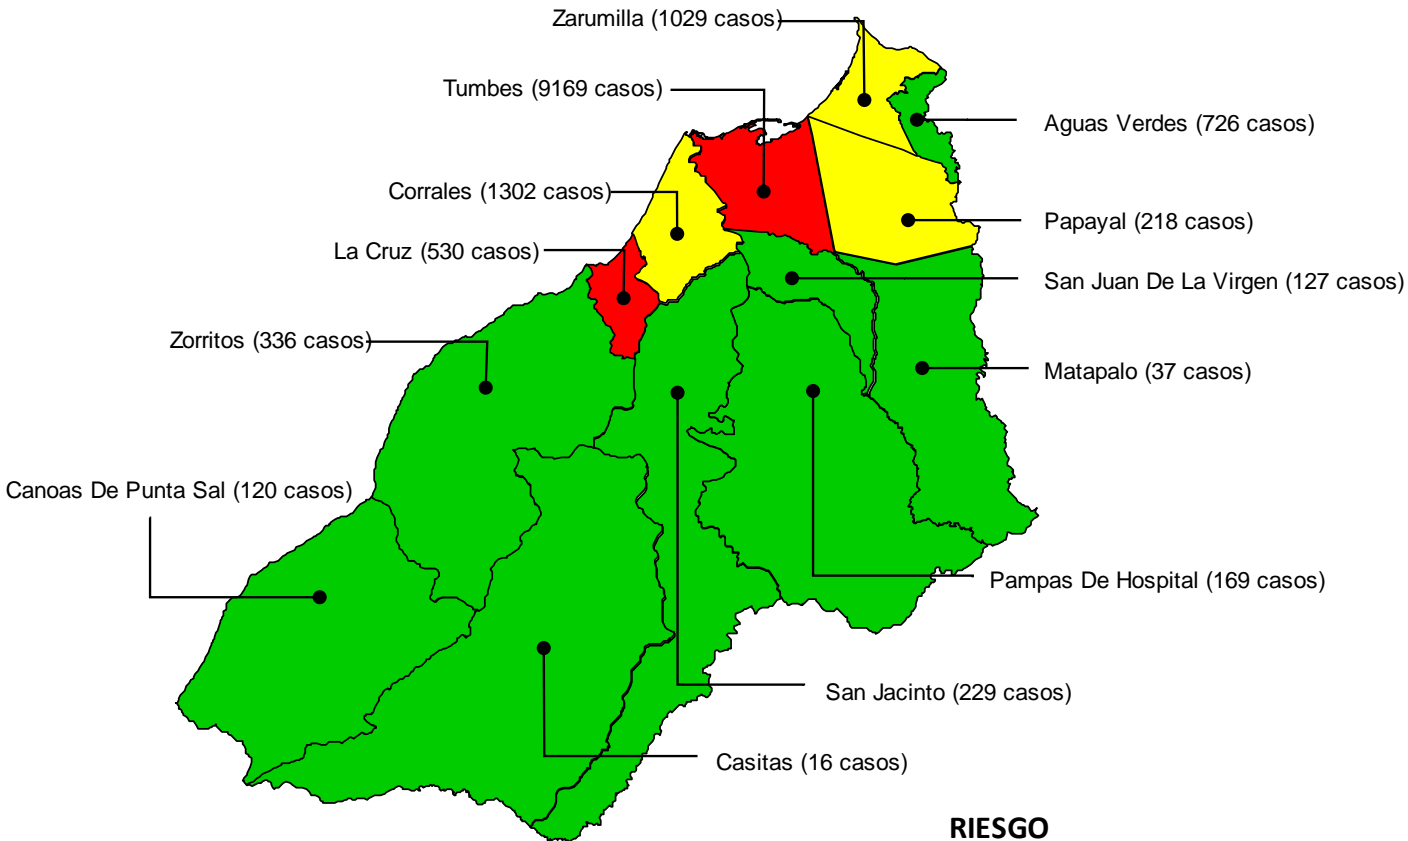 Zarumilla (1029 casos)
Tumbes (9169 casos)
Aguas Verdes (726 casos)
Corrales (1302 casos)
Papayal (218 casos)
La Cruz (530 casos)
San Juan De La Virgen (127 casos)
Zorritos (336 casos)
Matapalo (37 casos)
Canoas De Punta Sal (120 casos)
Pampas De Hospital (169 casos)
San Jacinto (229 casos)
Casitas (16 casos)
RIESGO